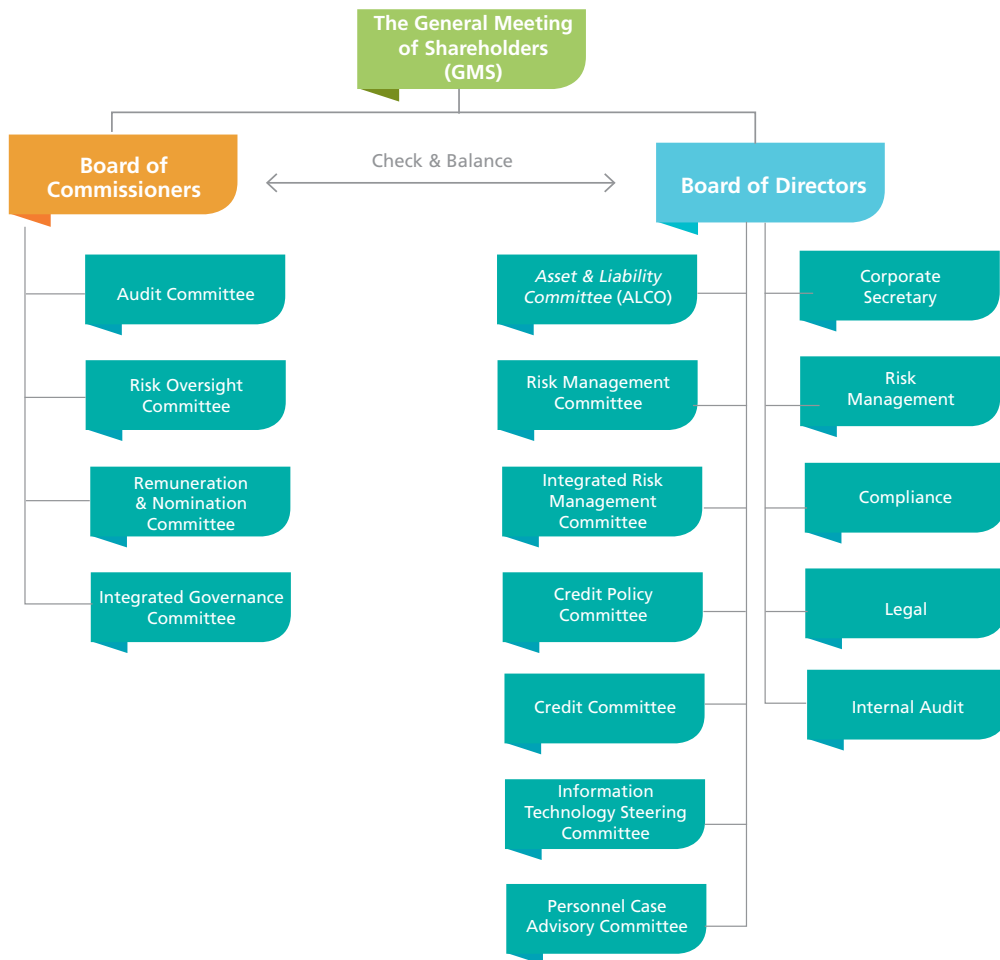 The General Meeting
of Shareholders
(GMS)
Board of
Commissioners
Check & Balance
Board of Directors
Audit Committee
Risk Oversight
Committee
Remuneration
& Nomination
Committee
Integrated Governance
Committee
Asset & Liability
Committee (ALCO)
Risk Management
Committee
Integrated Risk
Management
Committee
Credit Policy
Committee
Credit Committee
Information
Technology Steering
Committee
Personnel Case
Advisory Committee
Corporate
Secretary
Risk
Management
Compliance
Legal
Internal Audit